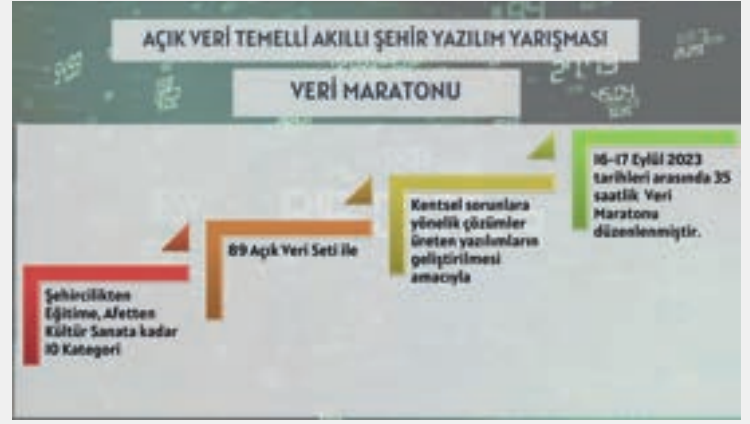 AÇIK VERİ TEMELLİ AKILLI ŞEHİR YAZILIM YARIŞMASI
VERİ MARATONU
Şehircilikten
Eğitime, Afetten
Kültür Sanata kadar
10 Kategori
89 Açık Veri Seti ile
Kentsel sorunlara
yönelik çözümler
üreten yazılımların
geliştirilmesi
amacıyla
16-17 Eylül 2023
tarihleri arasında 35
saatlik Veri
Maratonu
düzenlenmiştir.